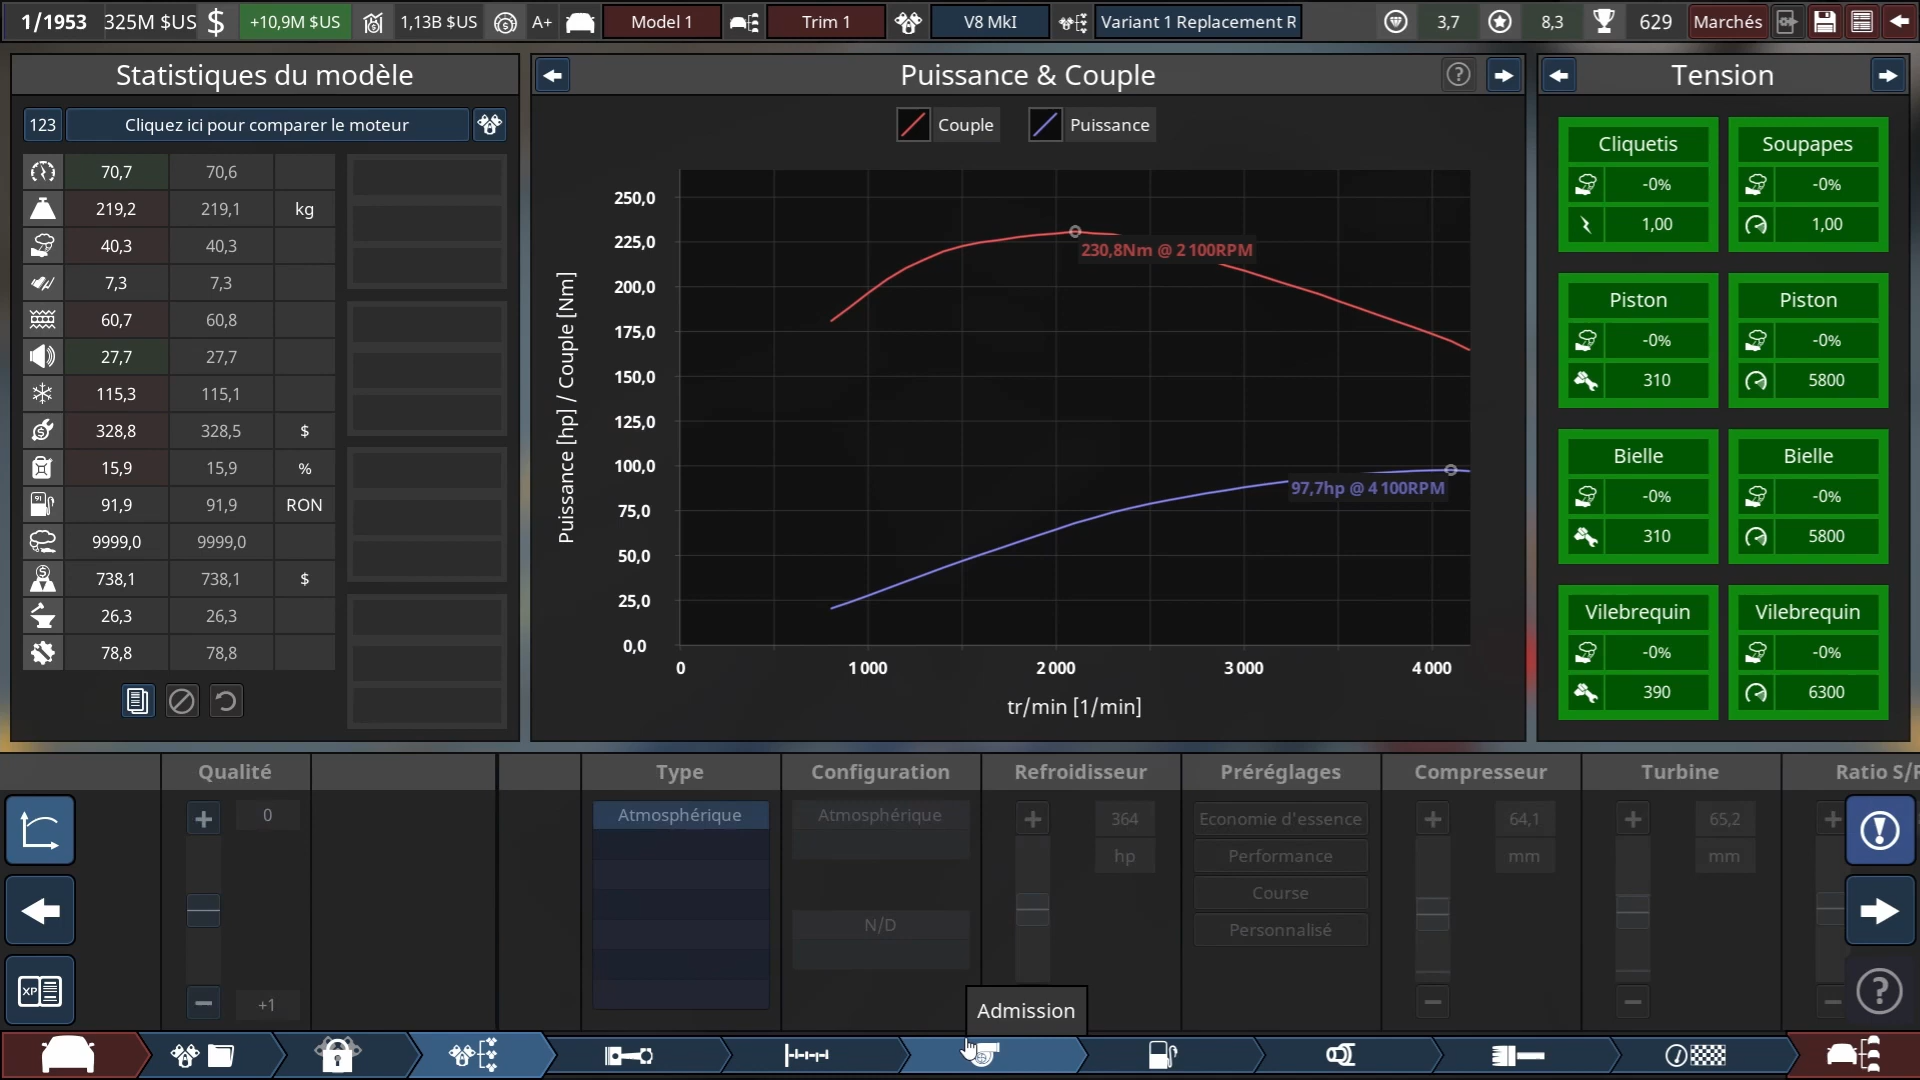 1/1953
325M $US
+10,9M $US
1,13B $US
A+
Model 1
Trim 1
V8 MkI
Variant 1 Replacement R
3,7
8,3
629
Marchés
Statistiques du modèle
123
Cliquez ici pour comparer le moteur
70,7 70,6
219,2 219,1 kg
40,3 40,3
7,3 7,3
60,7 60,8
27,7 27,7
115,3 115,1
328,8 328,5 $
15,9 15,9 %
91 91,9 91,9 RON
9999,0 9999,0
738,1 738,1 $
26,3 26,3
78,8 78,8
Puissance & Couple
?
Couple
Puissance
Puissance [hp] / Couple [Nm]
250,0
225,0
200,0
175,0
150,0
125,0
100,0
75,0
50,0
25,0
0,0
230,8Nm @ 2 100RPM
97,7hp @ 4 100RPM
0 1 000 2 000 3 000 4 000
tr/min [1/min]
Tension
Cliquetis
-0%
1,00
Soupapes
-0%
1,00
Piston
-0%
310
Piston
-0%
5800
Bielle
-0%
310
Bielle
-0%
5800
Vilebrequin
-0%
390
Vilebrequin
-0%
6300
Qualité
0
+1
Type
Atmosphérique
Configuration
Atmosphérique
N/D
Refroidisseur
364
hp
Préréglages
Economie d'essence
Performance
Course
Personnalisé
Compresseur
64,1
mm
Turbine
65,2
mm
Ratio S/R
XP
?
Admission